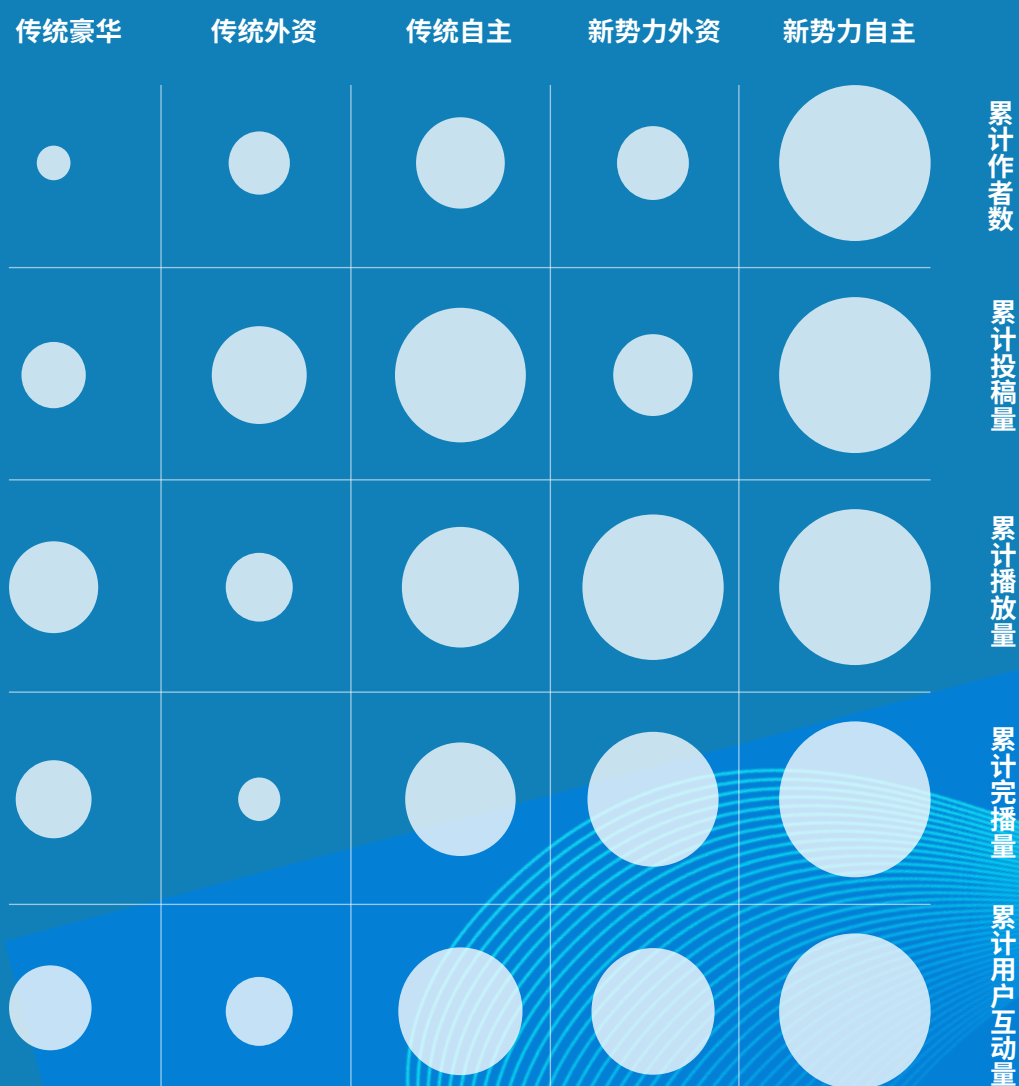 传统豪华
传统外资
传统自主
新势力外资
新势力自主
累计作者数
累计投稿量
累计播放量
累计完播量
累计用户互动量